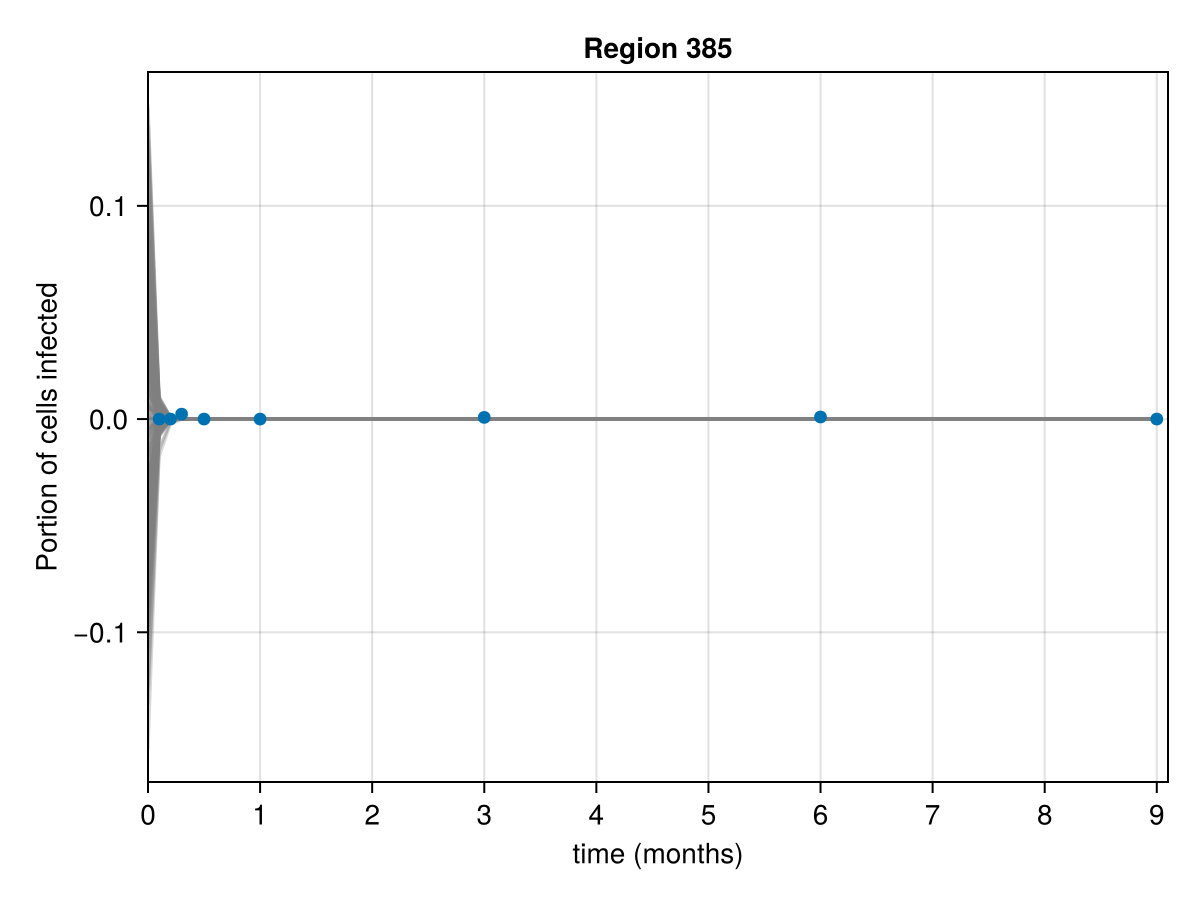 Region 385
Portion of cells infected
0.1
0.0
−0.1
0 1 2 3 4 5 6 7 8 9
time (months)